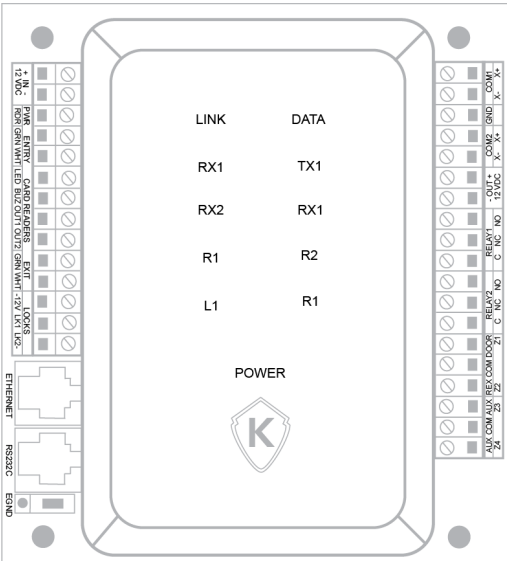 + IN -
12 VDC
PWR ENTRY CARD READERS EXIT LOCKS
RDR GRN WHT LED BUZ OUT1 OUT2 GRN WHT -12V LK1 LK2-
ETHERNET
RS232C
EGND
LINK DATA
RX1 TX1
RX2 RX1
R1 R2
L1 R1
POWER
K
COM1
X- X+
GND
COM2
X- X+
- OUT +
12 VDC
RELAY1
C NC NO
RELAY2
C NC NO
AUX COM AUX REX COM DOOR
Z4 Z3 Z2 Z1